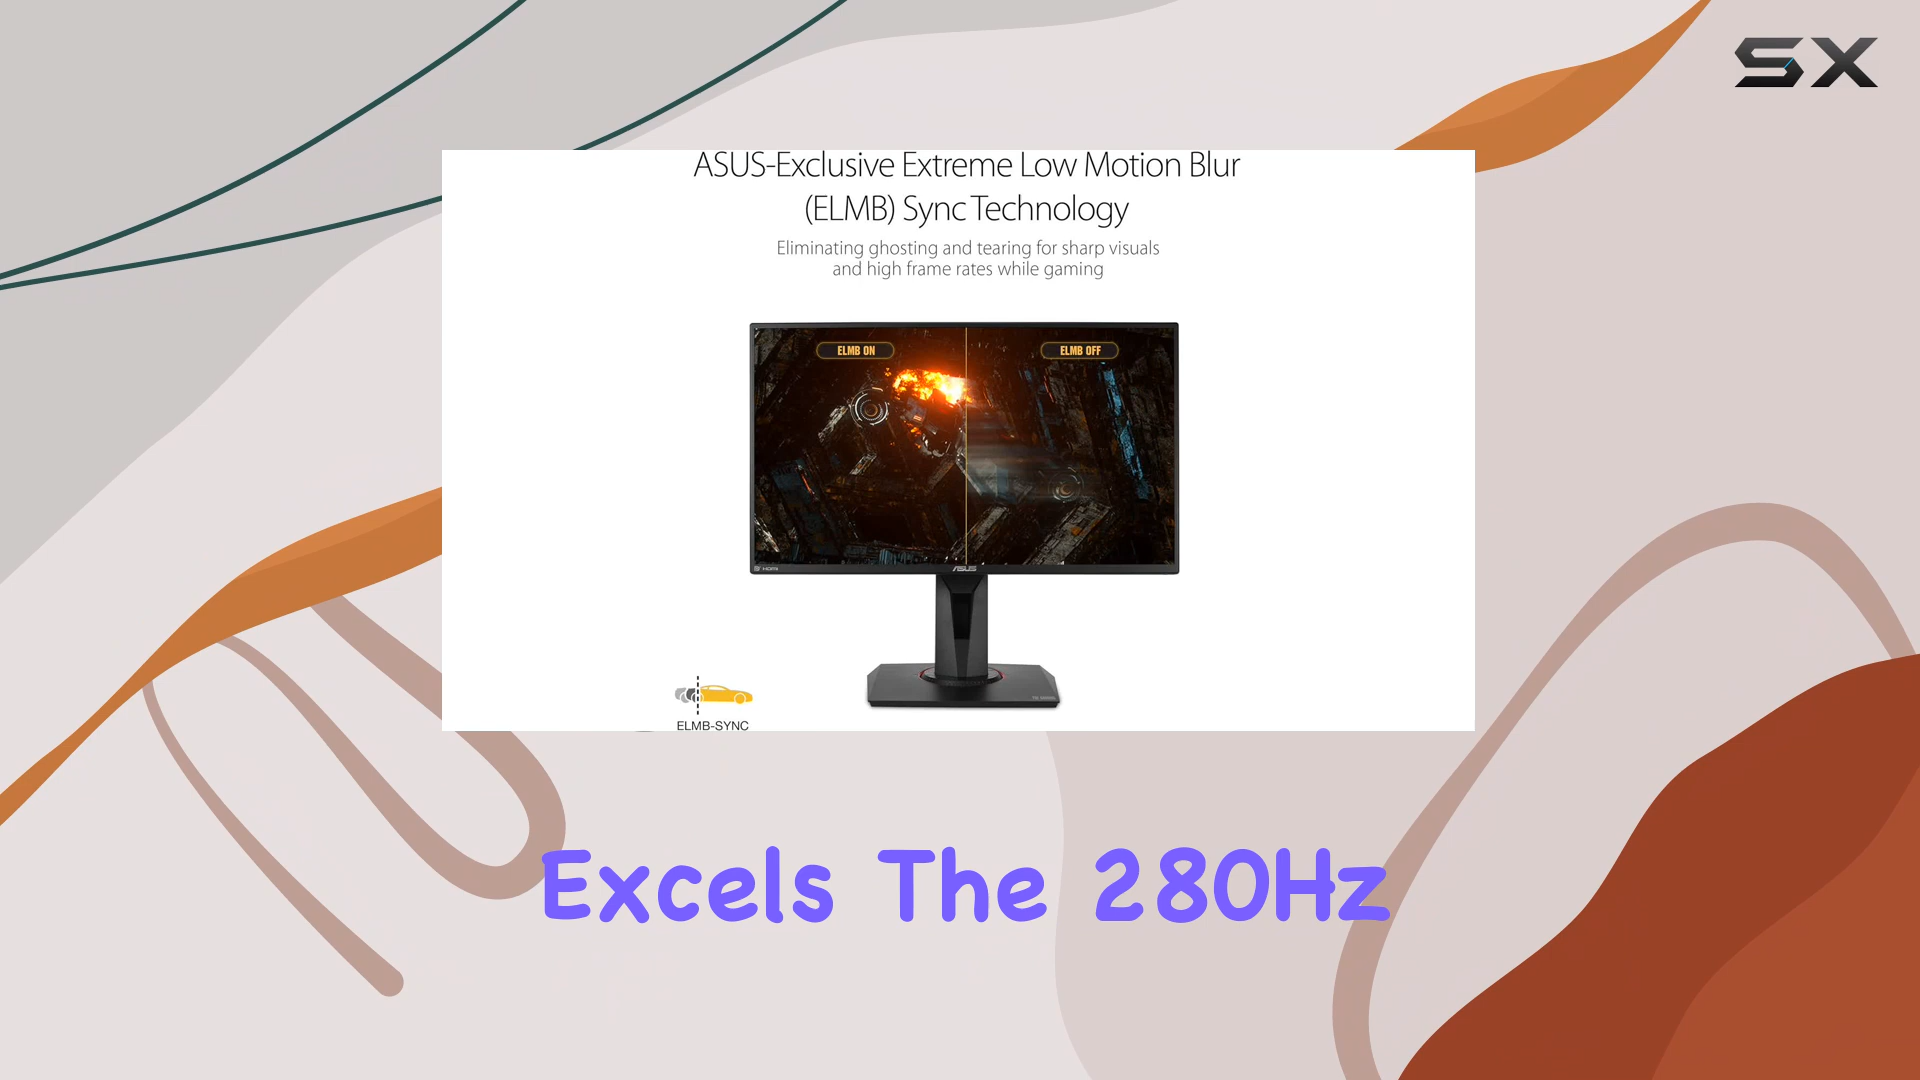 SX
ASUS-Exclusive Extreme Low Motion Blur
(ELMB) Sync Technology
Eliminating ghosting and tearing for sharp visuals
and high frame rates while gaming
ELMB ON
ELMB OFF
HDMI
ASUS
ELMB-SYNC
Excels The 280Hz